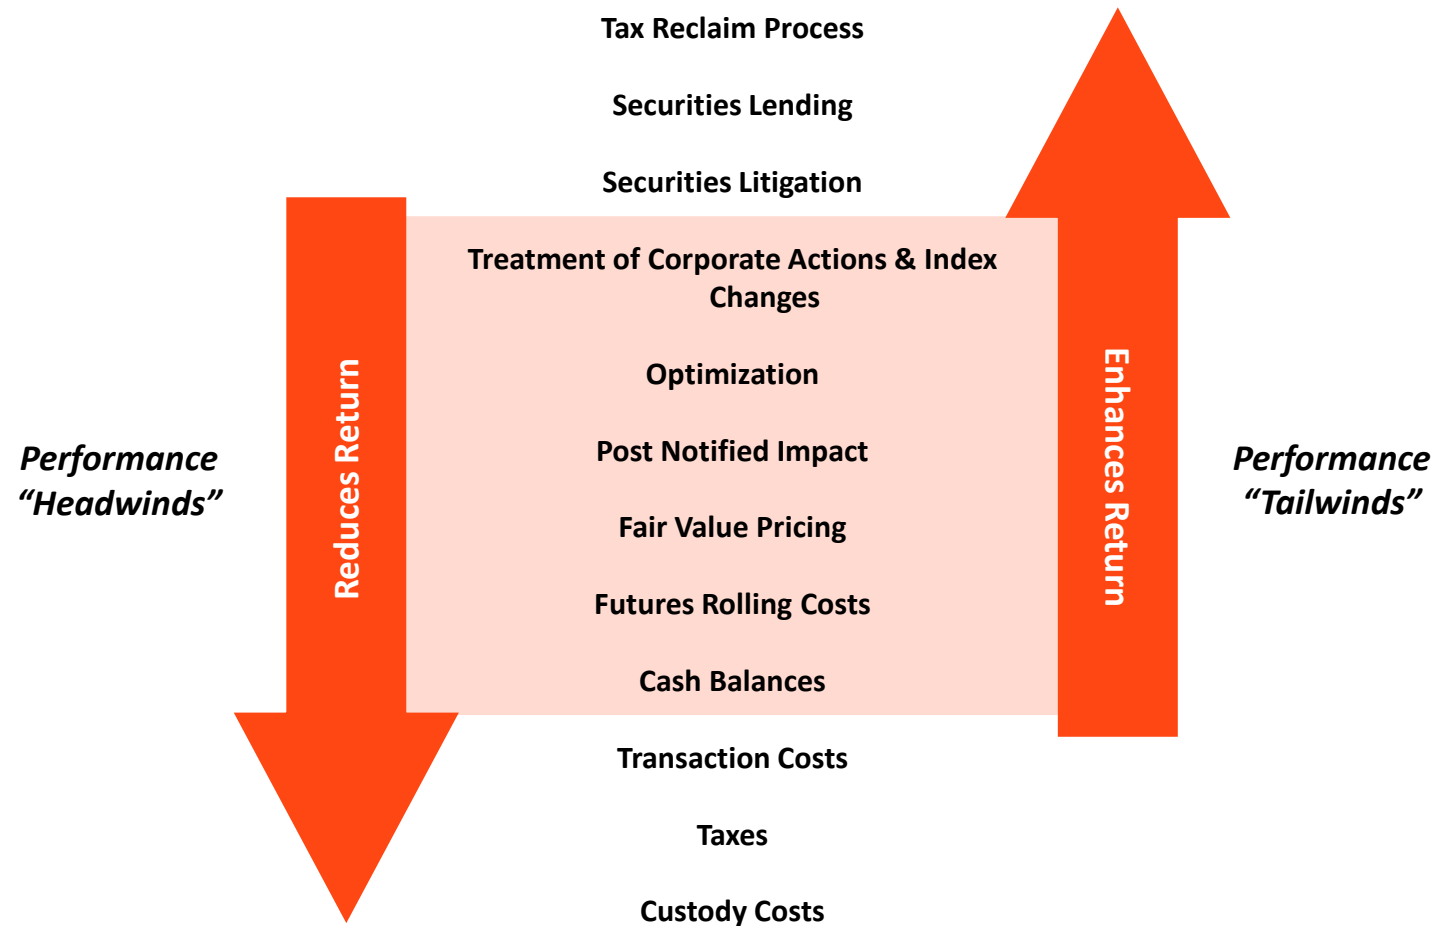 Tax Reclaim Process
Securities Lending
Securities Litigation
Treatment of Corporate Actions & Index
Changes
Optimization
Post Notified Impact
Fair Value Pricing
Futures Rolling Costs
Cash Balances
Transaction Costs
Taxes
Custody Costs
Performance
“Headwinds”
Reduces Return
Enhances Return
Performance
“Tailwinds”